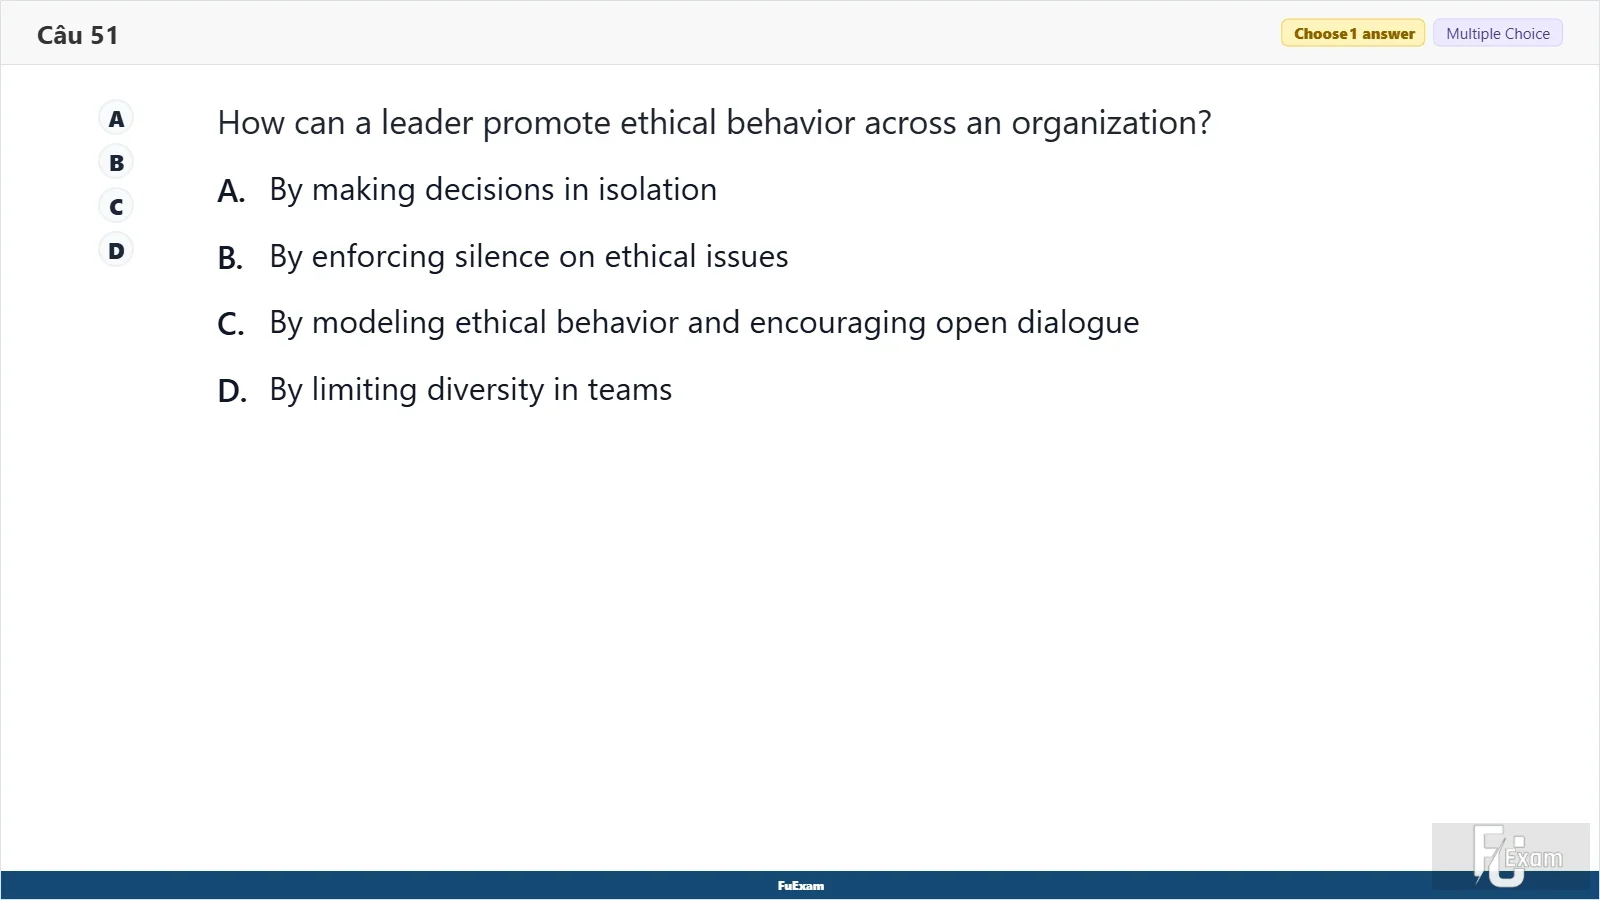 Câu 51
Choose 1 answer
Multiple Choice
A
B
C
D
How can a leader promote ethical behavior across an organization?
A. By making decisions in isolation
B. By enforcing silence on ethical issues
C. By modeling ethical behavior and encouraging open dialogue
D. By limiting diversity in teams
FU Exam
FuExam